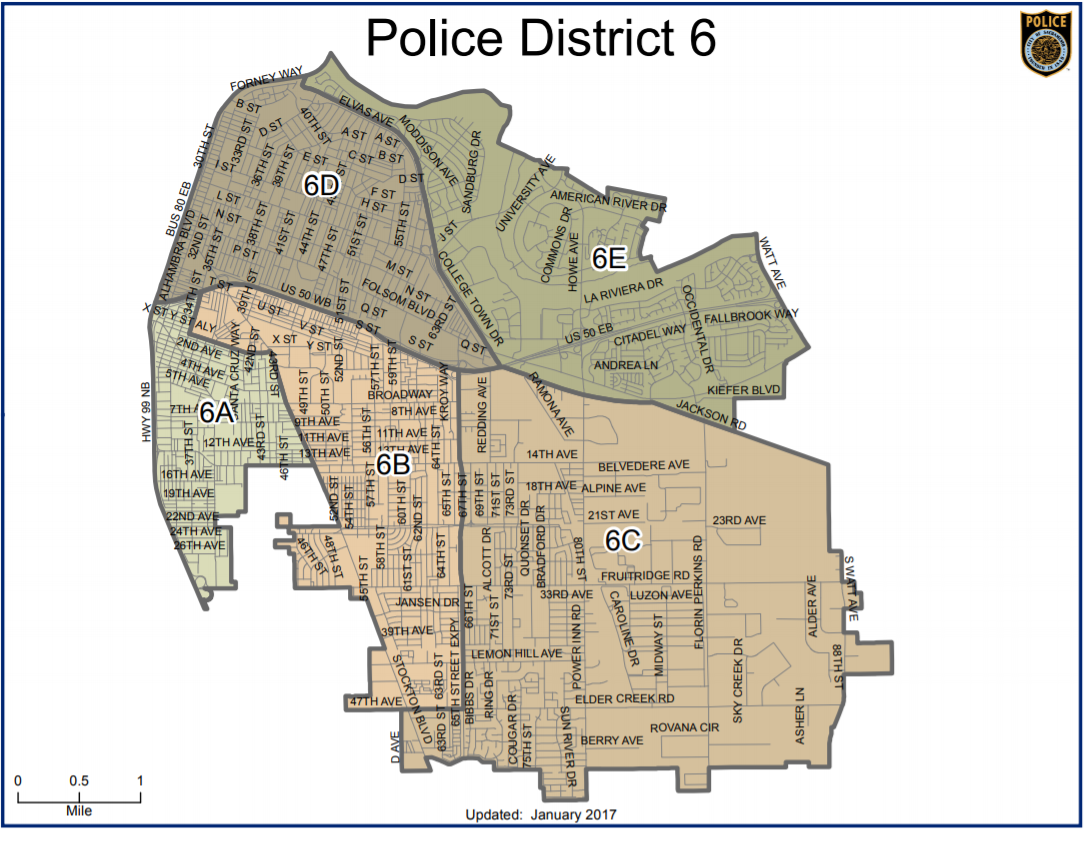 Police District 6
POLICE
FORNEY WAY
B ST
D ST
40TH ST
ELVAS AVE
A ST
A ST
MODDISON AVE
SANDBURG DR
30TH ST
33RD ST
I ST
36TH ST
39TH ST
E ST
C ST
B ST
D ST
6D
F ST
H ST
UNIVERSITY AVE
AMERICAN RIVER DR
BUS 80 EB
L ST
N ST
P ST
32ND ST
35TH ST
38TH ST
41ST ST
44TH ST
47TH ST
51ST ST
55TH ST
J ST
COMMONS DR
HOWE AVE
6E
WATT AVE
ALHAMBRA BLVD
M ST
N ST
FOLSOM BLVD
COLLEGE TOWN DR
LA RIVIERA DR
OCCIDENTAL DR
FALLBROOK WAY
X ST
Y ST
34TH ST
T ST
39TH ST
US 50 WB
51ST ST
Q ST
63RD ST
US 50 EB
CITADEL WAY
ALY
U ST
V ST
S ST
S ST
Q ST
X ST
Y ST
ANDREA LN
KIEFER BLVD
JACKSON RD
2ND AVE
4TH AVE
5TH AVE
42ND ST
43RD ST
52ND ST
57TH ST
59TH ST
KROY WAY
REDDING AVE
RAMONA AVE
HWY 99 NB
6A
49TH ST
50TH ST
BROADWAY
8TH AVE
9TH AVE
11TH AVE
11TH AVE
13TH AVE
56TH ST
64TH ST
12TH AVE
37TH ST
43RD ST
46TH ST
14TH AVE
BELVEDERE AVE
6B
16TH AVE
19TH AVE
22ND AVE
24TH AVE
26TH AVE
52ND ST
54TH ST
57TH ST
60TH ST
62ND ST
65TH ST
67TH ST
69TH ST
71ST ST
73RD ST
18TH AVE
ALPINE AVE
21ST AVE
23RD AVE
6C
46TH ST
48TH ST
55TH ST
58TH ST
61ST ST
64TH ST
ALCOTT DR
73RD ST
QUONSET DR
BRADFORD DR
80TH ST
FRUITRIDGE RD
33RD AVE
LUZON AVE
FLORIN PERKINS RD
S WATT AVE
ALDER AVE
JANSEN DR
39TH AVE
66TH ST
71ST ST
LEMON HILL AVE
POWER INN RD
CAROLINE DR
MIDWAY ST
SKY CREEK DR
88TH ST
STOCKTON BLVD
63RD ST
65TH STREET EXPY
BIBBS DR
RING DR
ELDER CREEK RD
47TH AVE
63RD ST
COUGAR DR
75TH ST
SUN RIVER DR
BERRY AVE
ROVANA CIR
ASHER LN
D AVE
0 0.5 1
Mile
Updated: January 2017